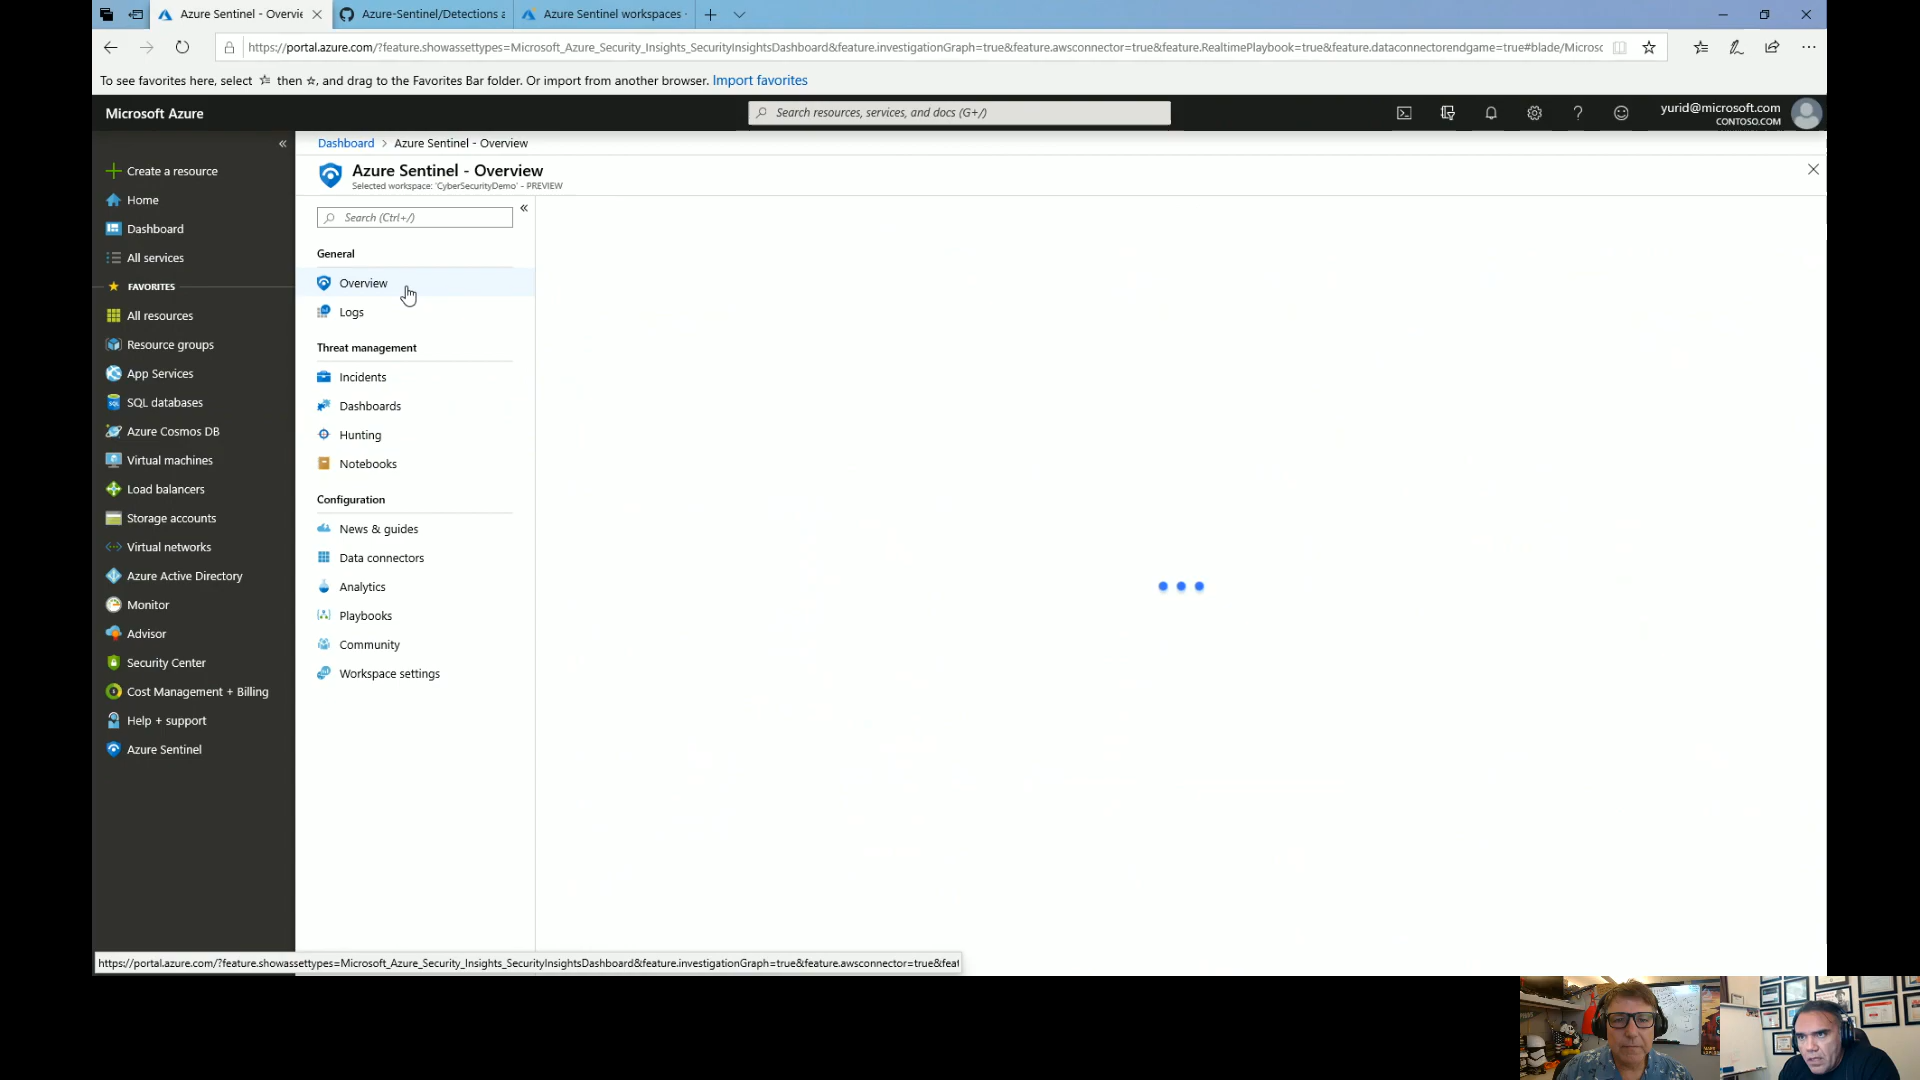 Azure Sentinel - Overvie
Azure-Sentinel/Detections a
Azure Sentinel workspaces -
https://portal.azure.com/?feature.showassettypes=Microsoft_Azure_Security_Insights_SecurityInsightsDashboard&feature.investigationGraph=true&feature.awsconnector=true&feature.RealtimePlaybook=true&feature.dataconnectorendgame=true#blade/Microsc
To see favorites here, select then , and drag to the Favorites Bar folder. Or import from another browser. Import favorites
Microsoft Azure
Search resources, services, and docs (G+/)
yurid@microsoft.com
CONTOSO.COM
Create a resource
Home
Dashboard
All services
FAVORITES
All resources
Resource groups
App Services
SQL databases
Azure Cosmos DB
Virtual machines
Load balancers
Storage accounts
Virtual networks
Azure Active Directory
Monitor
Advisor
Security Center
Cost Management + Billing
Help + support
Azure Sentinel
Dashboard > Azure Sentinel - Overview
Azure Sentinel - Overview
Selected workspace: 'CyberSecurityDemo' - PREVIEW
Search (Ctrl+/)
General
Overview
Logs
Threat management
Incidents
Dashboards
Hunting
Notebooks
Configuration
News & guides
Data connectors
Analytics
Playbooks
Community
Workspace settings
https://portal.azure.com/?feature.showassettypes=Microsoft_Azure_Security_Insights_SecurityInsightsDashboard&feature.investigationGraph=true&feature.awsconnector=true&feat